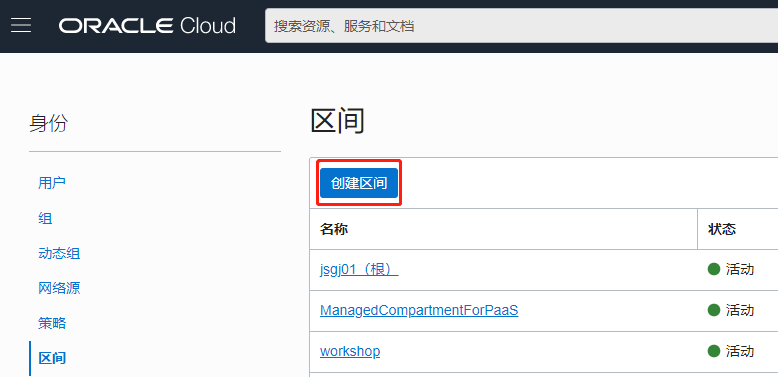 ORACLE Cloud
搜索资源、服务和文档
身份
用户
组
动态组
网络源
策略
区间
区间
创建区间
名称 状态
jsgj01（根） 活动
ManagedCompartmentForPaaS 活动
workshop 活动